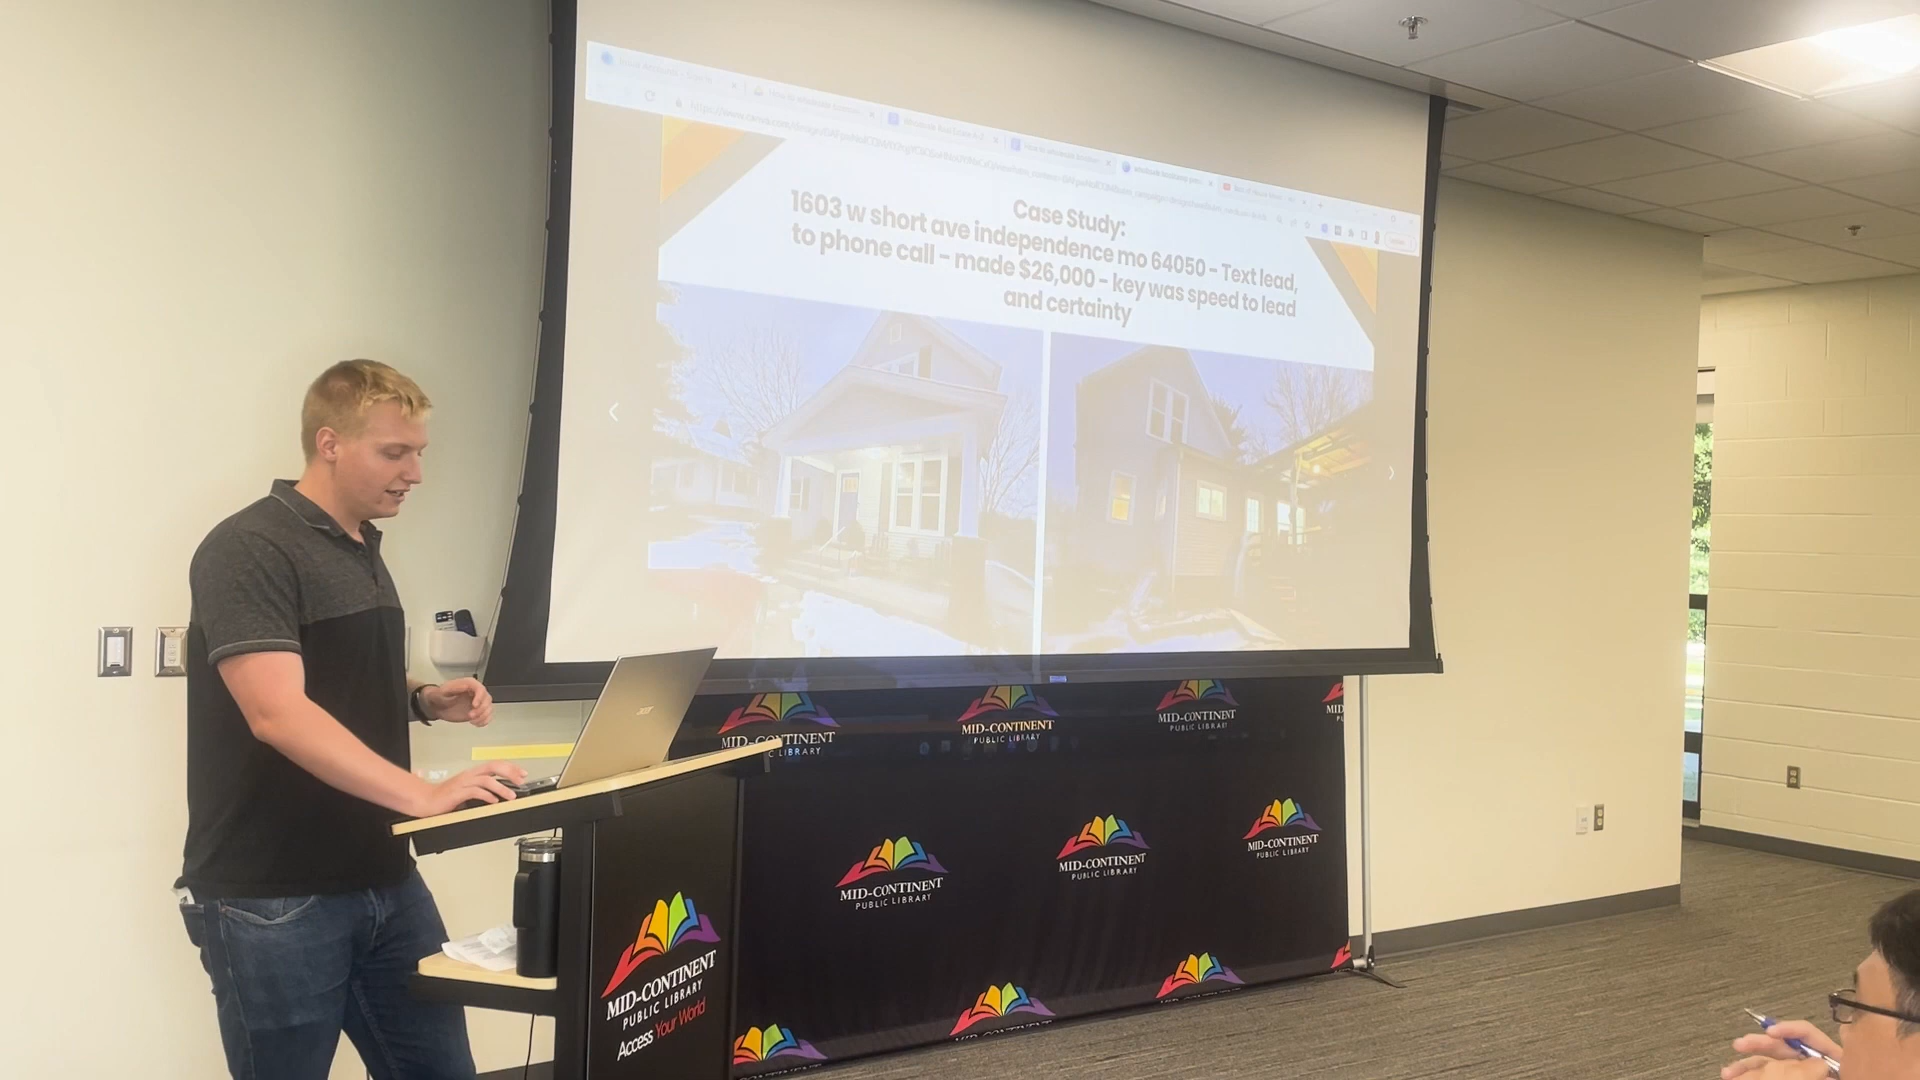 Case Study:
1603 w short ave independence mo 64050 - Text lead,
to phone call - made $26,000 - key was speed to lead
and certainty
MID-CONTINENT
PUBLIC LIBRARY
MID-CONTINENT
PUBLIC LIBRARY
MID-CONTINENT
PUBLIC LIBRARY
MID-CONTINENT
PUBLIC LIBRARY
MID-CONTINENT
PUBLIC LIBRARY
MID-CONTINENT
PUBLIC LIBRARY
MID-CONTINENT
PUBLIC LIBRARY
Access Your World
acer